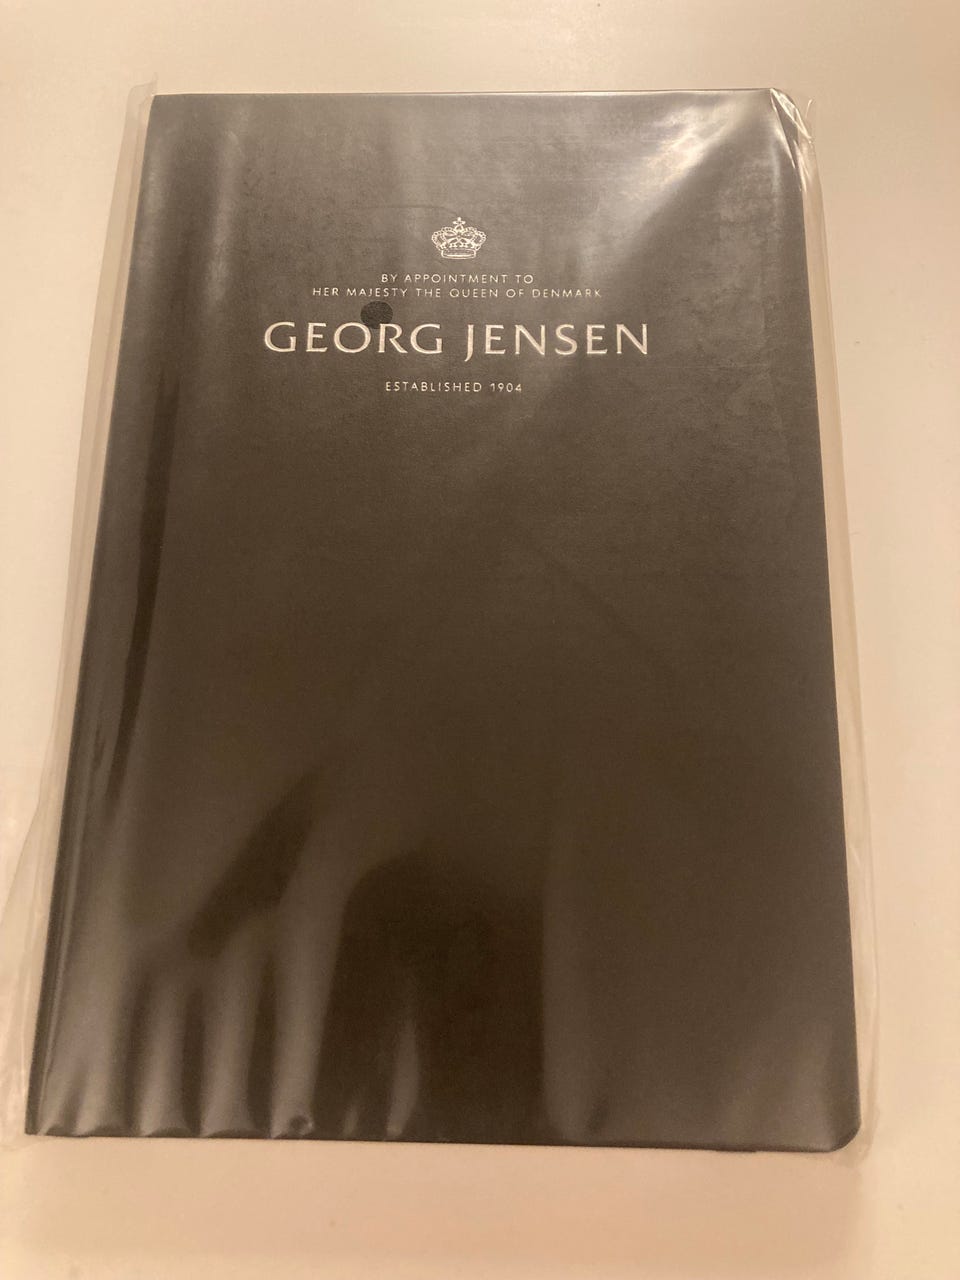 BY APPOINTMENT TO
HER MAJESTY THE QUEEN OF DENMARK
GEORG JENSEN
ESTABLISHED 1904